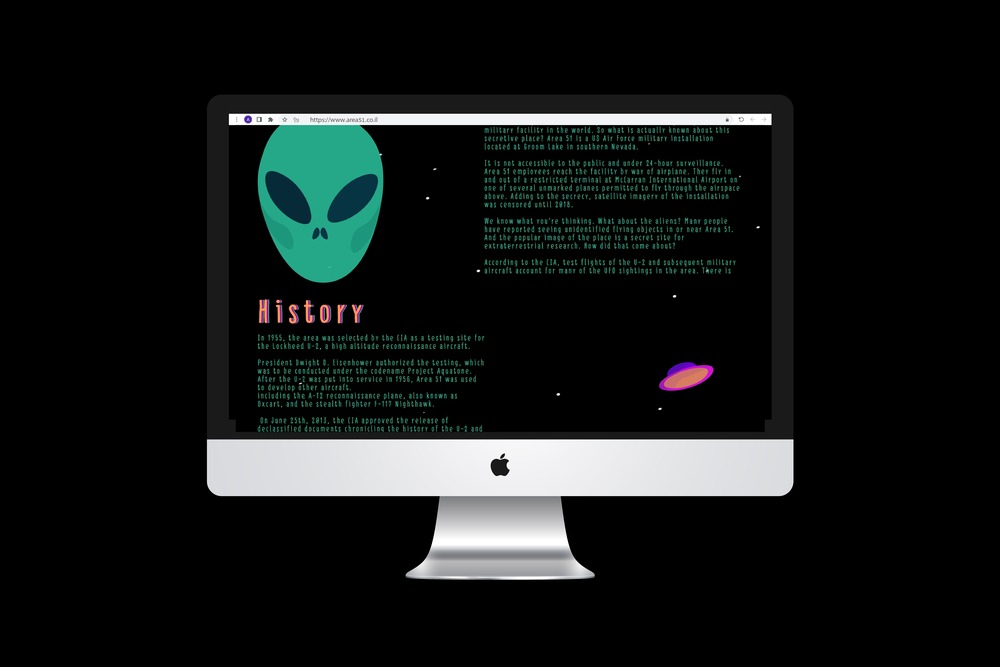 https://www.area51.co.il
military facility in the world. So what is actually known about this
secretive place? Area 51 is a US Air Force military installation
located at Groom Lake in southern Nevada.
It is not accessible to the public and under 24-hour surveillance.
Area 51 employees reach the facility by way of airplane. They fly in
and out of a restricted terminal at McCarran International Airport on
one of several unmarked planes permitted to fly through the airspace
above. Adding to the secrecy, satellite imagery of the installation
was censored until 2018.
We know what you're thinking. What about the aliens? Many people
have reported seeing unidentified flying objects in or near Area 51.
And the popular image of the place is a secret site for
extraterrestrial research. How did that come about?
According to the CIA, test flights of the U-2 and subsequent military
aircraft account for many of the UFO sightings in the area. There is
History
In 1955, the area was selected by the CIA as a testing site for
the Lockheed U-2, a high altitude reconnaissance aircraft.
President Dwight D. Eisenhower authorized the testing, which
was to be conducted under the codename Project Aquatone.
After the U-2 was put into service in 1956, Area 51 was used
to develop other aircraft.
Including the A-12 reconnaissance plane, also known as
Oxcart, and the stealth fighter F-117 Nighthawk.
On June 25th, 2013, the CIA approved the release of
declassified documents chronicling the history of the U-2 and